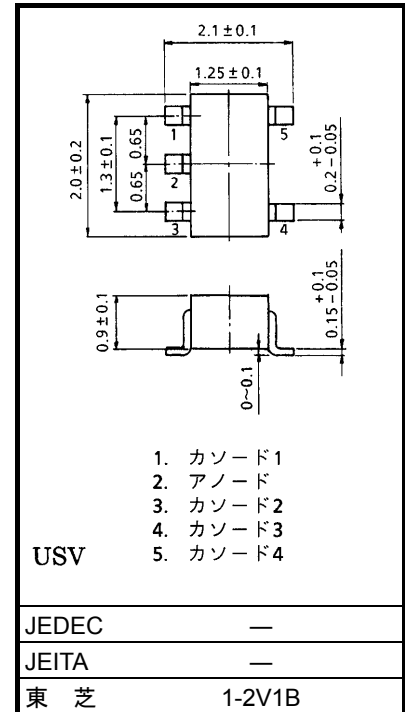 2.1±0.1
1.25±0.1
2.0±0.2
1.3±0.1
0.65
0.65
1
2
3
5
4
+0.1
0.2−0.05
0.9±0.1
+0.1
0.15−0.05
0~0.1
1. カソード1
2. アノード
3. カソード2
4. カソード3
5. カソード4
USV
JEDEC —
JEITA —
東 芝 1-2V1B